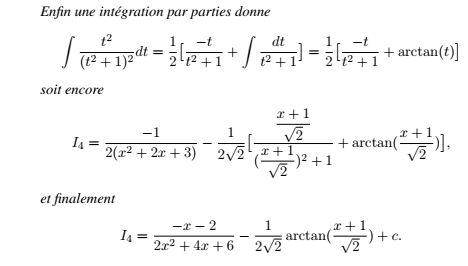 Enfin une intégration par parties donne
∫ t²/(t² + 1)² dt = 1/2 [−t/(t² + 1) + ∫ dt/(t² + 1)] = 1/2 [−t/(t² + 1) + arctan(t)]
soit encore
I₄ = −1/(2(x² + 2x + 3)) − 1/(2√2) [((x + 1)/√2)/(((x + 1)/√2)² + 1) + arctan((x + 1)/√2)],
et finalement
I₄ = (−x − 2)/(2x² + 4x + 6) − 1/(2√2) arctan((x + 1)/√2) + c.